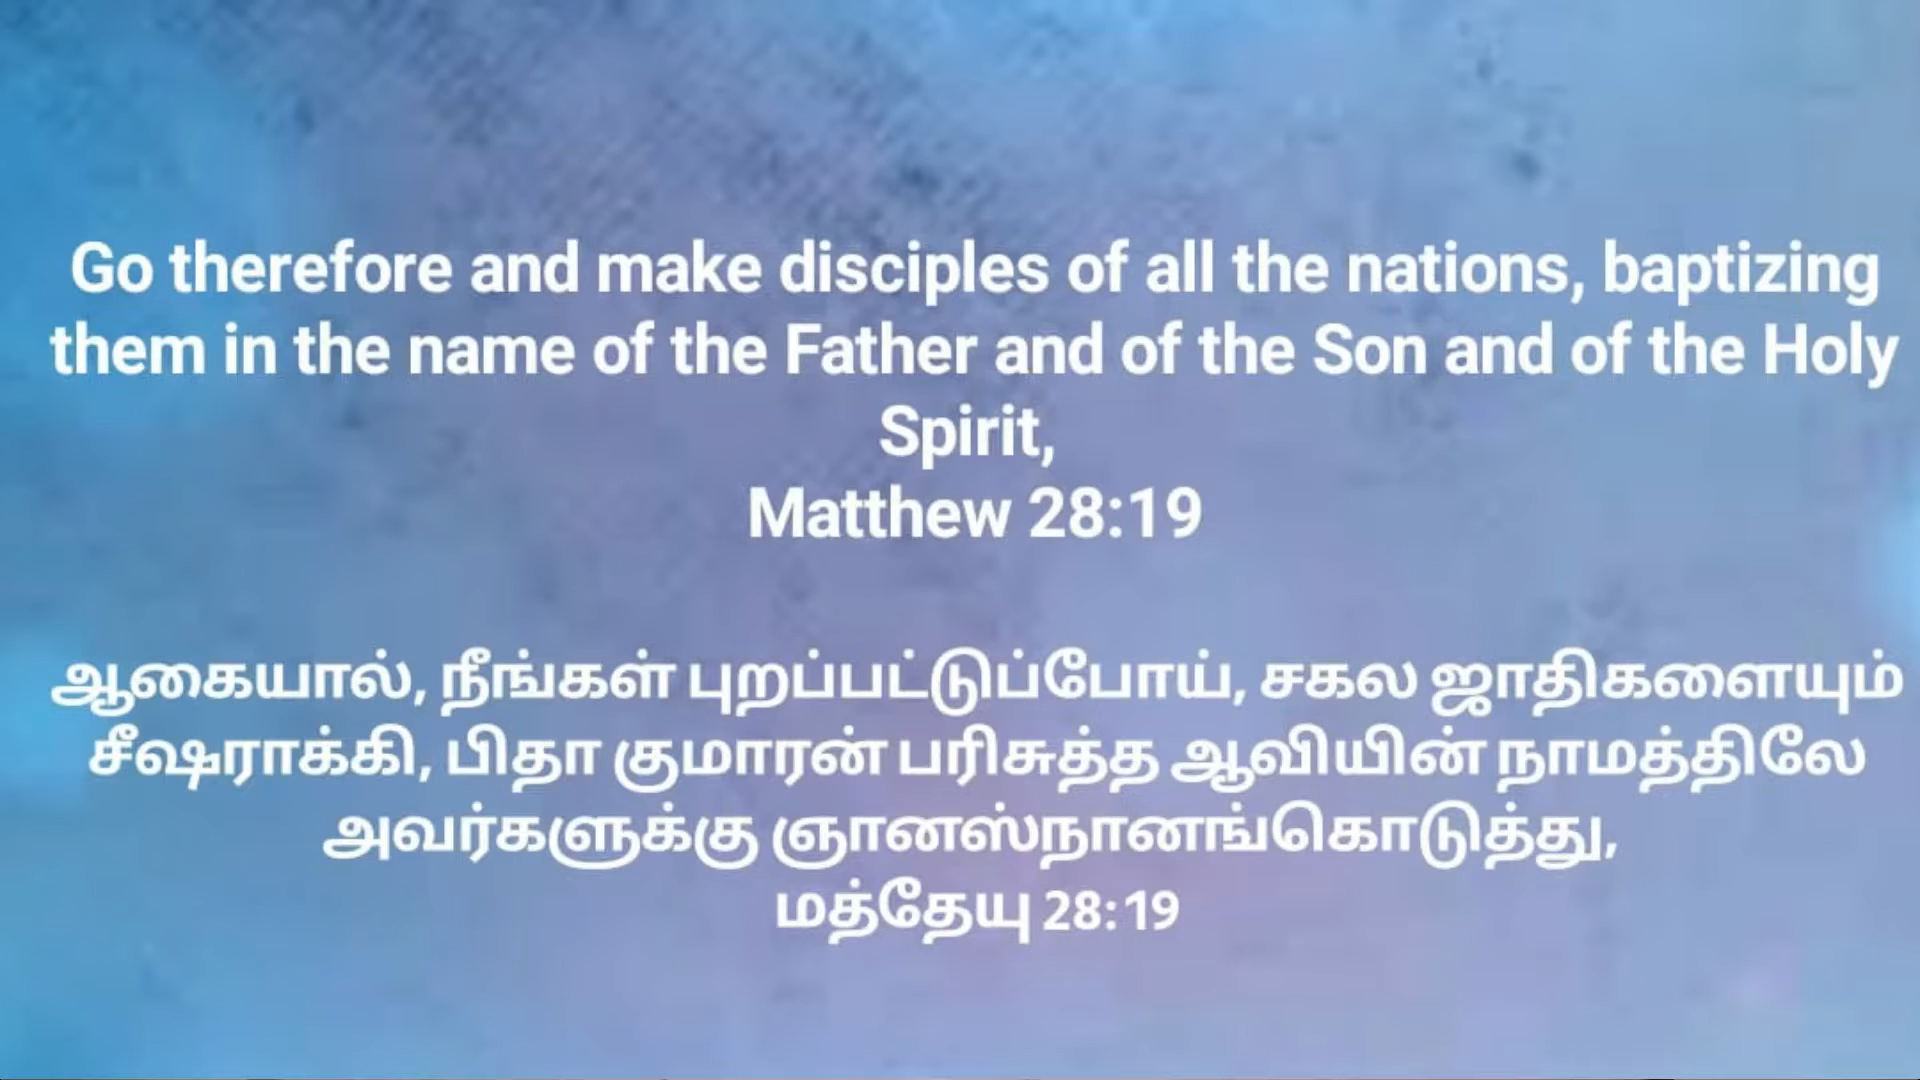 Go therefore and make disciples of all the nations, baptizing
them in the name of the Father and of the Son and of the Holy
Spirit,
Matthew 28:19
ஆகையால், நீங்கள் புறப்பட்டுப்போய், சகல ஜாதிகளையும்
சீஷராக்கி, பிதா குமாரன் பரிசுத்த ஆவியின் நாமத்திலே
அவர்களுக்கு ஞானஸ்நானங்கொடுத்து,
மத்தேயு 28:19